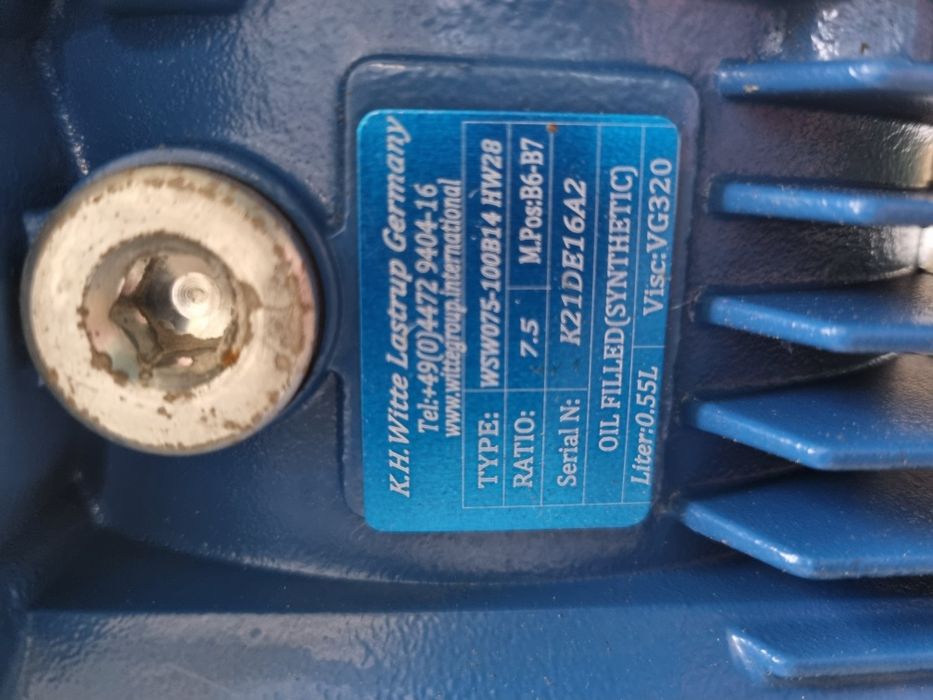 K.H.Witte Lastrup Germany
Tel:+49(0)4472 9404-16
www.wittegroup.international
TYPE: WSW075-100B14 HW28
RATIO: 7.5 M.Pos:B6-B7
Serial N: K21DE16A2
OIL FILLED(SYNTHETIC)
Liter:0.55L Visc:VG320